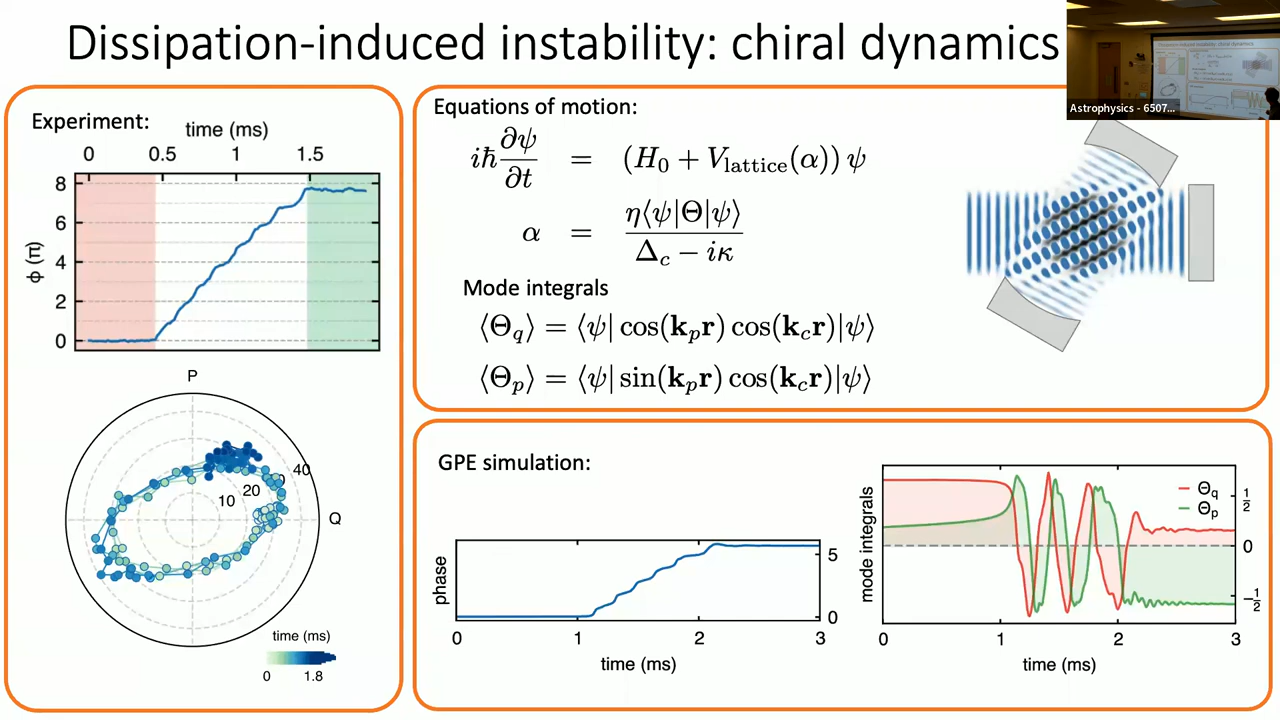 Dissipation-induced instability: chiral dynamics
Astrophysics - 6507...
Experiment:
time (ms)
0 0.5 1 1.5
8
6
4
2
0
ϕ (π)
P
Q
10 20 40
time (ms)
0 1.8
Equations of motion:
iℏ ∂ψ/∂t = (H₀ + V_lattice(α)) ψ
α = η⟨ψ|Θ|ψ⟩ / (Δ_c − iκ)
Mode integrals
⟨Θ_q⟩ = ⟨ψ| cos(k_p r) cos(k_c r)|ψ⟩
⟨Θ_p⟩ = ⟨ψ| sin(k_p r) cos(k_c r)|ψ⟩
GPE simulation:
phase
5
0
0 1 2 3
time (ms)
mode integrals
Θ_q
Θ_p
1/2
0
−1/2
0 1 2 3
time (ms)